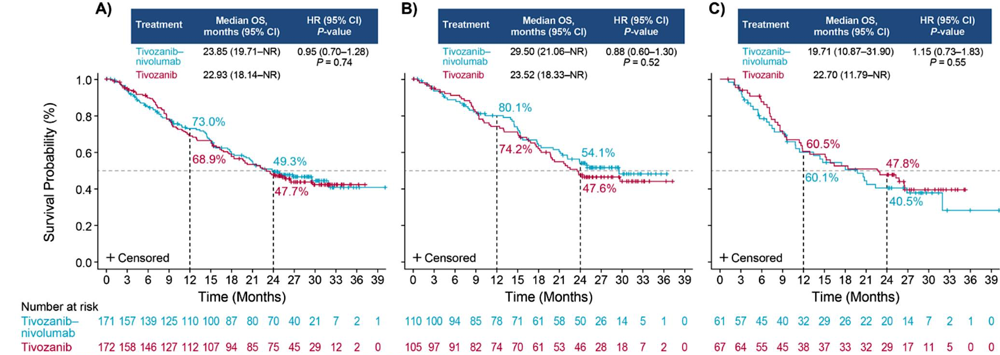 A)
Treatment Median OS, months (95% CI) HR (95% CI) P-value
Tivozanib–nivolumab 23.85 (19.71–NR) 0.95 (0.70–1.28) P = 0.74
Tivozanib 22.93 (18.14–NR)
Survival Probability (%)
1.0
0.8
0.6
0.4
0.2
0.0
73.0%
68.9%
49.3%
47.7%
+ Censored
0 3 6 9 12 15 18 21 24 27 30 33 36 39
Time (Months)
B)
Treatment Median OS, months (95% CI) HR (95% CI) P-value
Tivozanib–nivolumab 29.50 (21.06–NR) 0.88 (0.60–1.30) P = 0.52
Tivozanib 23.52 (18.33–NR)
80.1%
74.2%
54.1%
47.6%
+ Censored
0 3 6 9 12 15 18 21 24 27 30 33 36 39
Time (Months)
C)
Treatment Median OS, months (95% CI) HR (95% CI) P-value
Tivozanib–nivolumab 19.71 (10.87–31.90) 1.15 (0.73–1.83) P = 0.55
Tivozanib 22.70 (11.79–NR)
60.5%
60.1%
47.8%
40.5%
+ Censored
0 3 6 9 12 15 18 21 24 27 30 33 36 39
Time (Months)
Number at risk
Tivozanib–nivolumab 171 157 139 125 110 100 87 80 70 40 21 7 2 1 110 100 94 85 78 71 61 58 50 26 14 5 1 0 61 57 45 40 32 29 26 22 20 14 7 2 1 0
Tivozanib 172 158 146 127 112 107 94 85 75 45 29 12 2 0 105 97 91 82 74 70 61 53 46 28 18 7 2 0 67 64 55 45 38 37 33 32 29 17 11 5 0 0